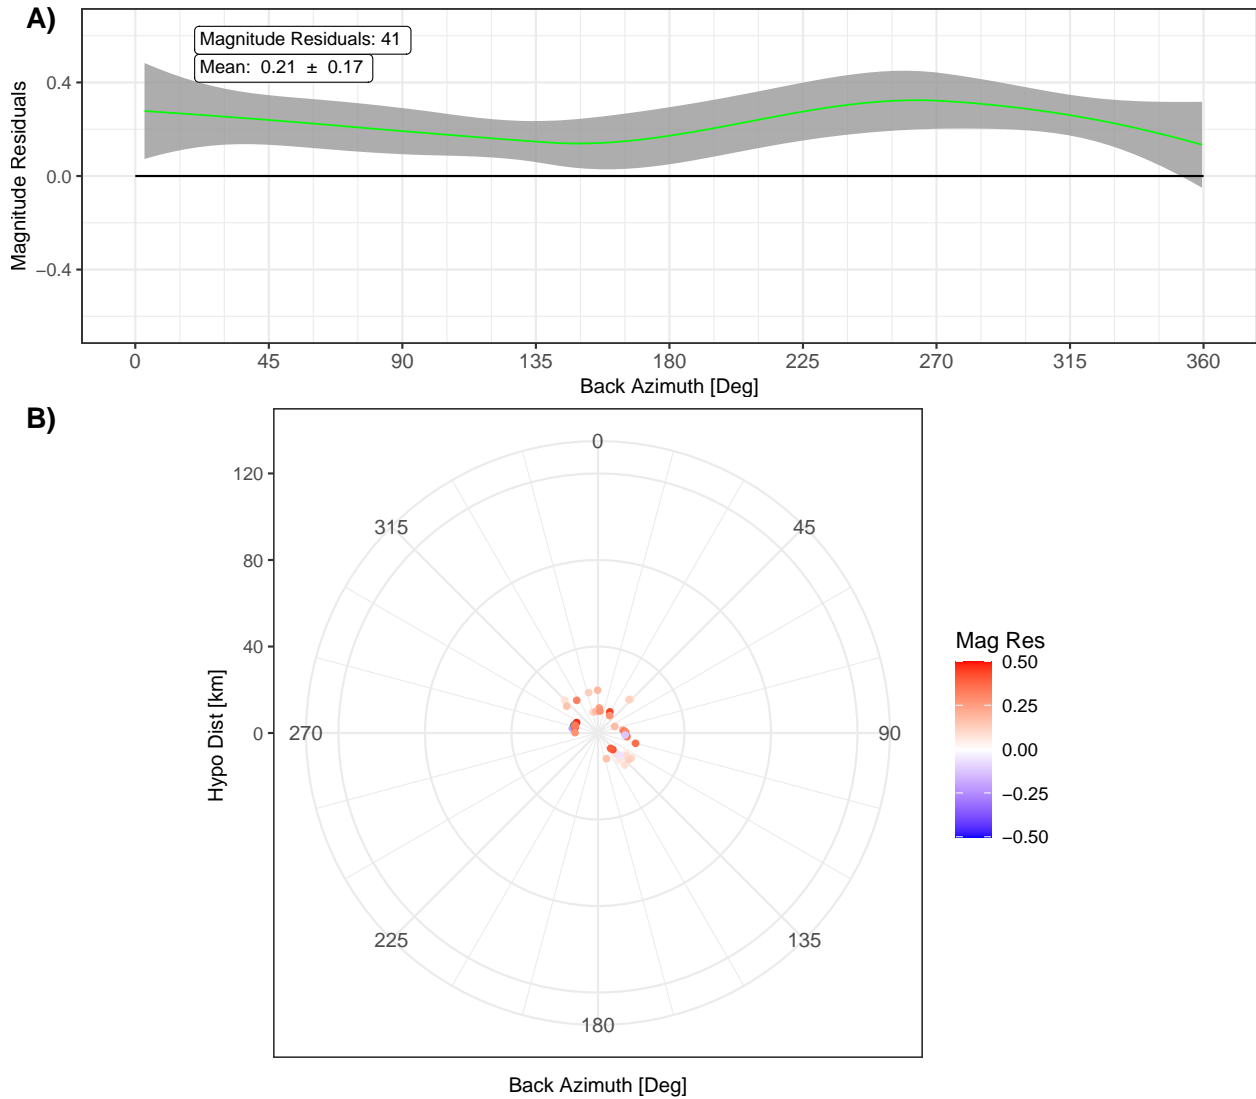 A)
Magnitude Residuals: 41
Mean:  0.21  ±  0.17
Magnitude Residuals
0.4
0.0
−0.4
0 45 90 135 180 225 270 315 360
Back Azimuth [Deg]
B)
Hypo Dist [km]
120
80
40
0
0
45
90
135
180
225
270
315
Back Azimuth [Deg]
Mag Res
0.50
0.25
0.00
−0.25
−0.50